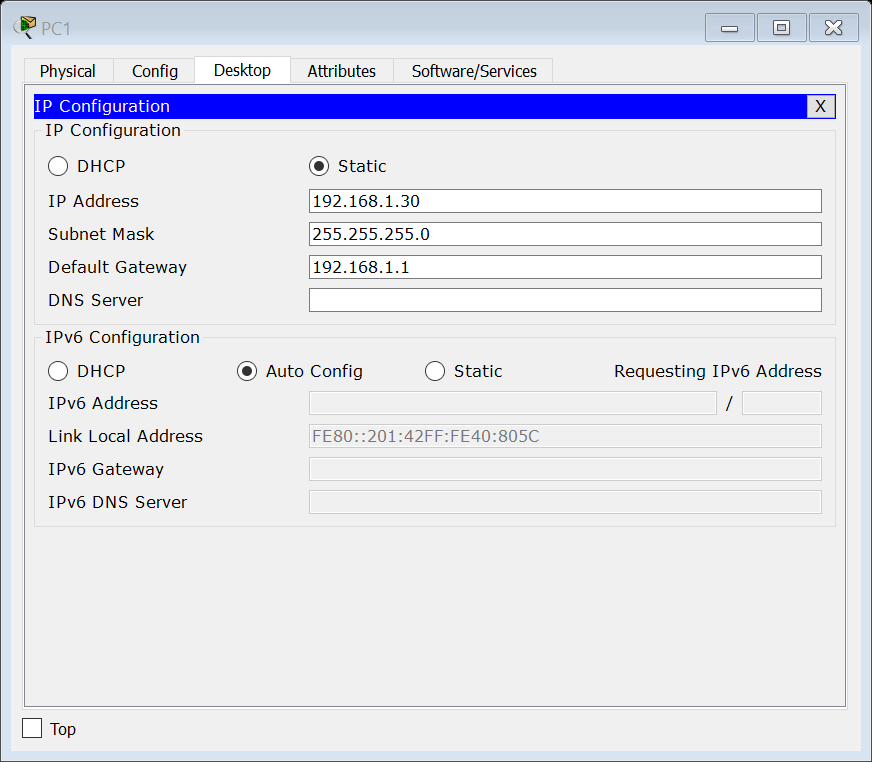 PC1
Physical Config Desktop Attributes Software/Services
IP Configuration X
IP Configuration
DHCP Static
IP Address 192.168.1.30
Subnet Mask 255.255.255.0
Default Gateway 192.168.1.1
DNS Server
IPv6 Configuration
DHCP Auto Config Static Requesting IPv6 Address
IPv6 Address /
Link Local Address FE80::201:42FF:FE40:805C
IPv6 Gateway
IPv6 DNS Server
Top